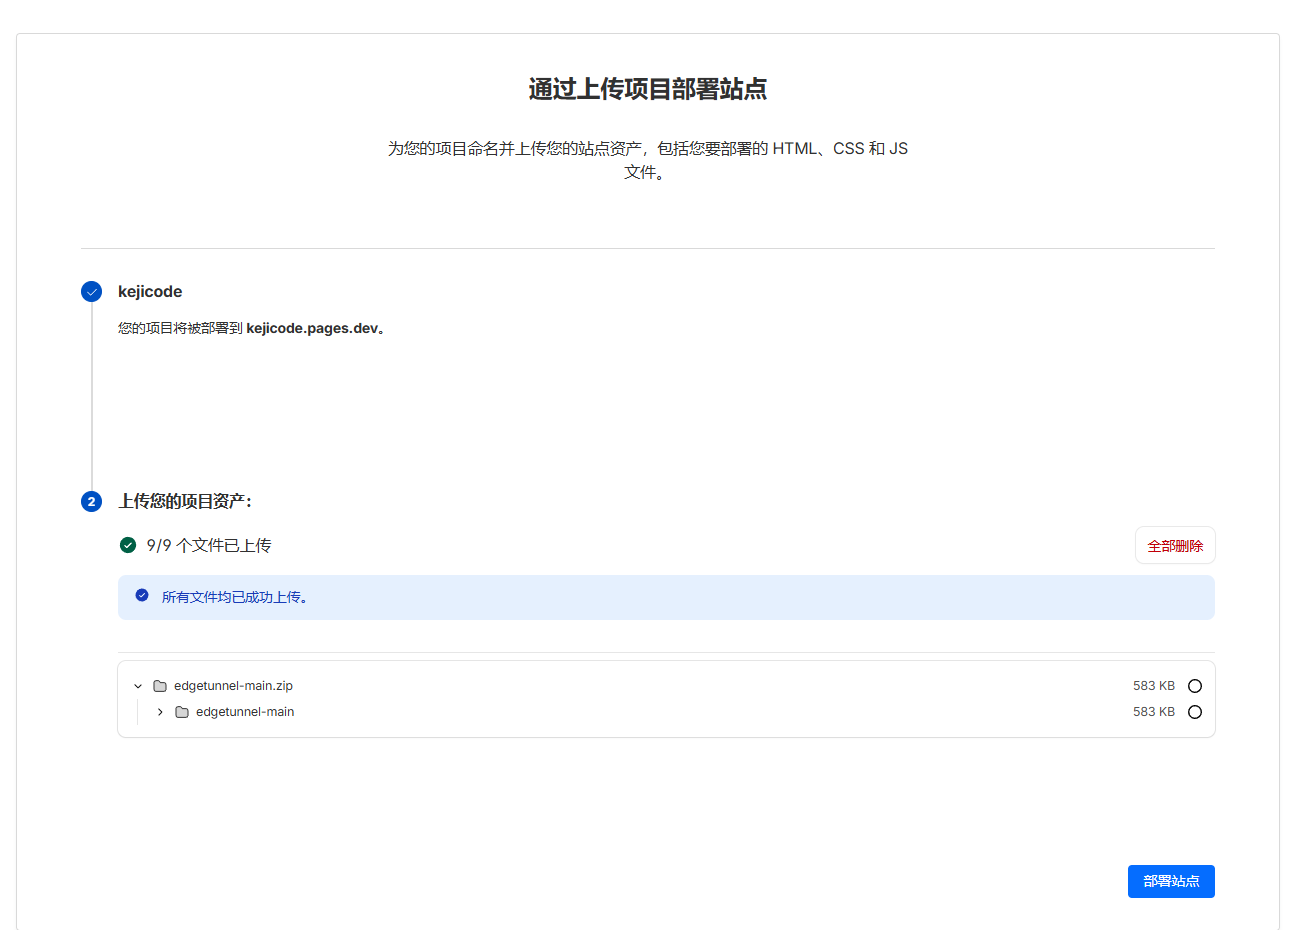 通过上传项目部署站点
为您的项目命名并上传您的站点资产，包括您要部署的 HTML、CSS 和 JS
文件。
kejicode
您的项目将被部署到 kejicode.pages.dev。
2 上传您的项目资产：
9/9 个文件已上传 全部删除
所有文件均已成功上传。
edgetunnel-main.zip 583 KB
edgetunnel-main 583 KB
部署站点